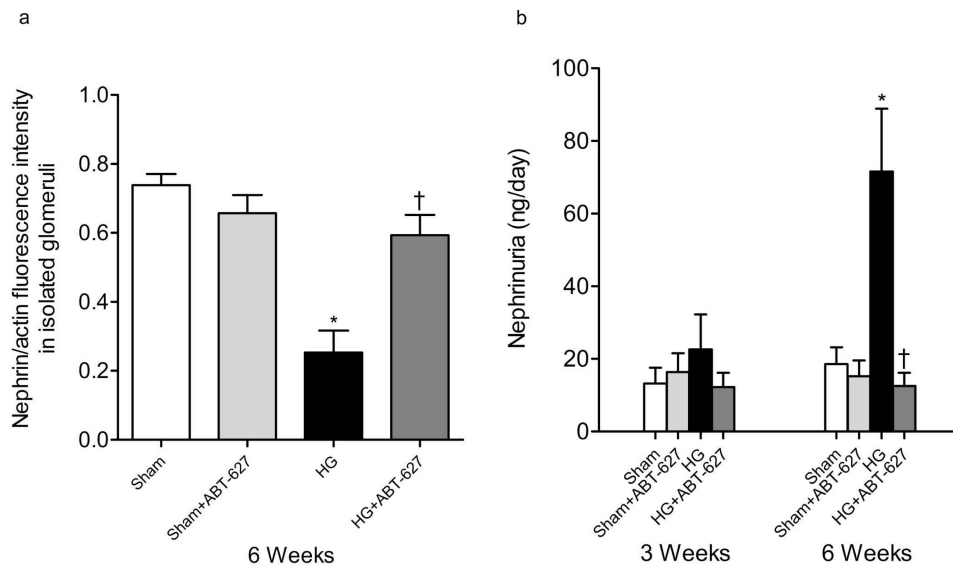 a
Nephrin/actin fluorescence intensity
in isolated glomeruli
1.0
0.8
0.6
0.4
0.2
0.0
*
†
Sham
Sham+ABT-627
HG
HG+ABT-627
6 Weeks
b
Nephrinuria (ng/day)
100
80
60
40
20
0
*
†
Sham
Sham+ABT-627
HG
HG+ABT-627
Sham
Sham+ABT-627
HG
HG+ABT-627
3 Weeks
6 Weeks